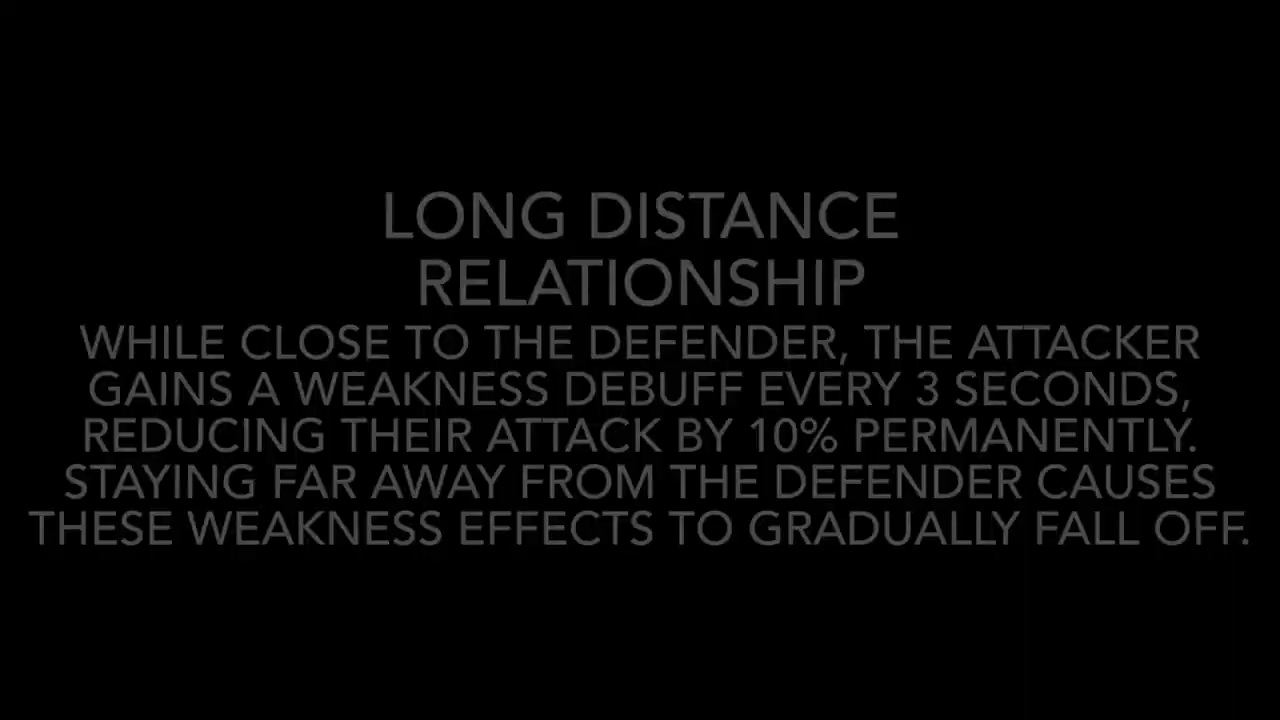 LONG DISTANCE
RELATIONSHIP
WHILE CLOSE TO THE DEFENDER, THE ATTACKER
GAINS A WEAKNESS DEBUFF EVERY 3 SECONDS,
REDUCING THEIR ATTACK BY 10% PERMANENTLY.
STAYING FAR AWAY FROM THE DEFENDER CAUSES
THESE WEAKNESS EFFECTS TO GRADUALLY FALL OFF.